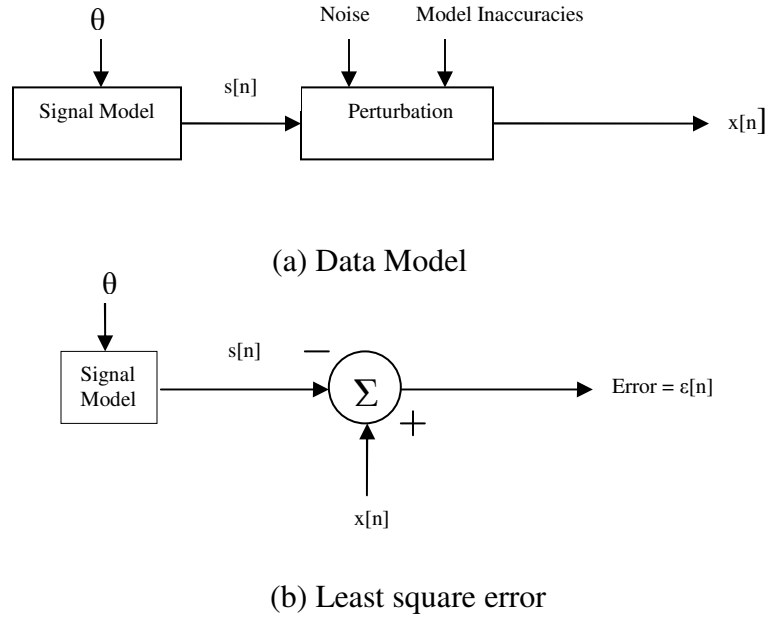 θ
Noise
Model Inaccuracies
Signal Model
s[n]
Perturbation
x[n]
(a) Data Model
θ
Signal
Model
s[n]
−
Σ
+
Error = ε[n]
x[n]
(b) Least square error